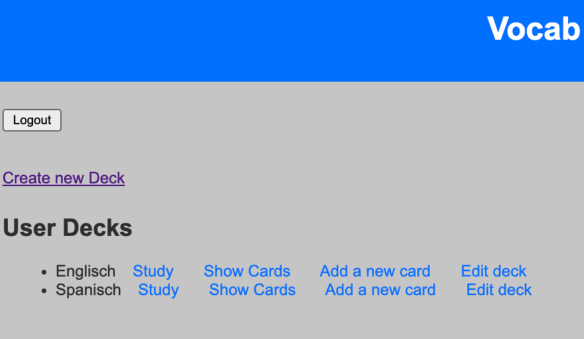 Vocab
Logout
Create new Deck
User Decks
Englisch Study Show Cards Add a new card Edit deck
Spanisch Study Show Cards Add a new card Edit deck